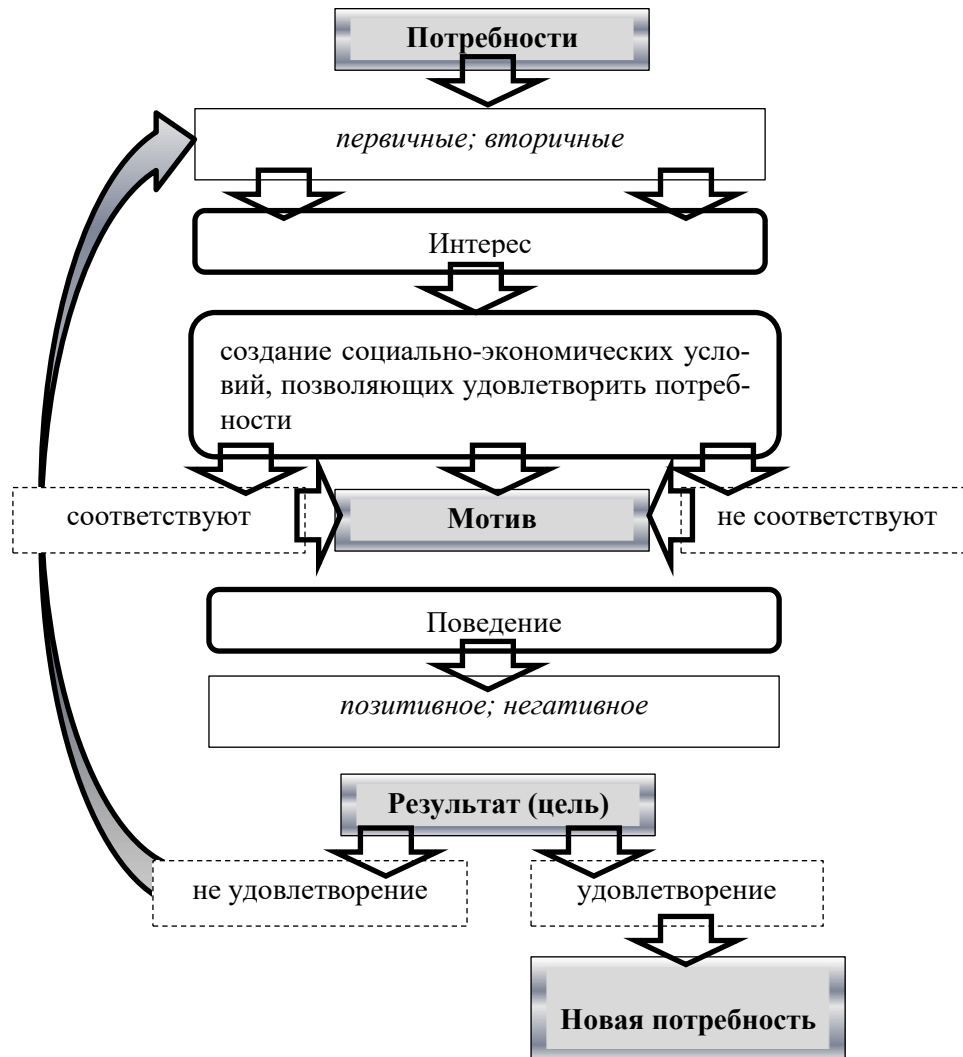 Потребности
первичные; вторичные
Интерес
создание социально-экономических усло-
вий, позволяющих удовлетворить потреб-
ности
соответствуют
Мотив
не соответствуют
Поведение
позитивное; негативное
Результат (цель)
не удовлетворение
удовлетворение
Новая потребность